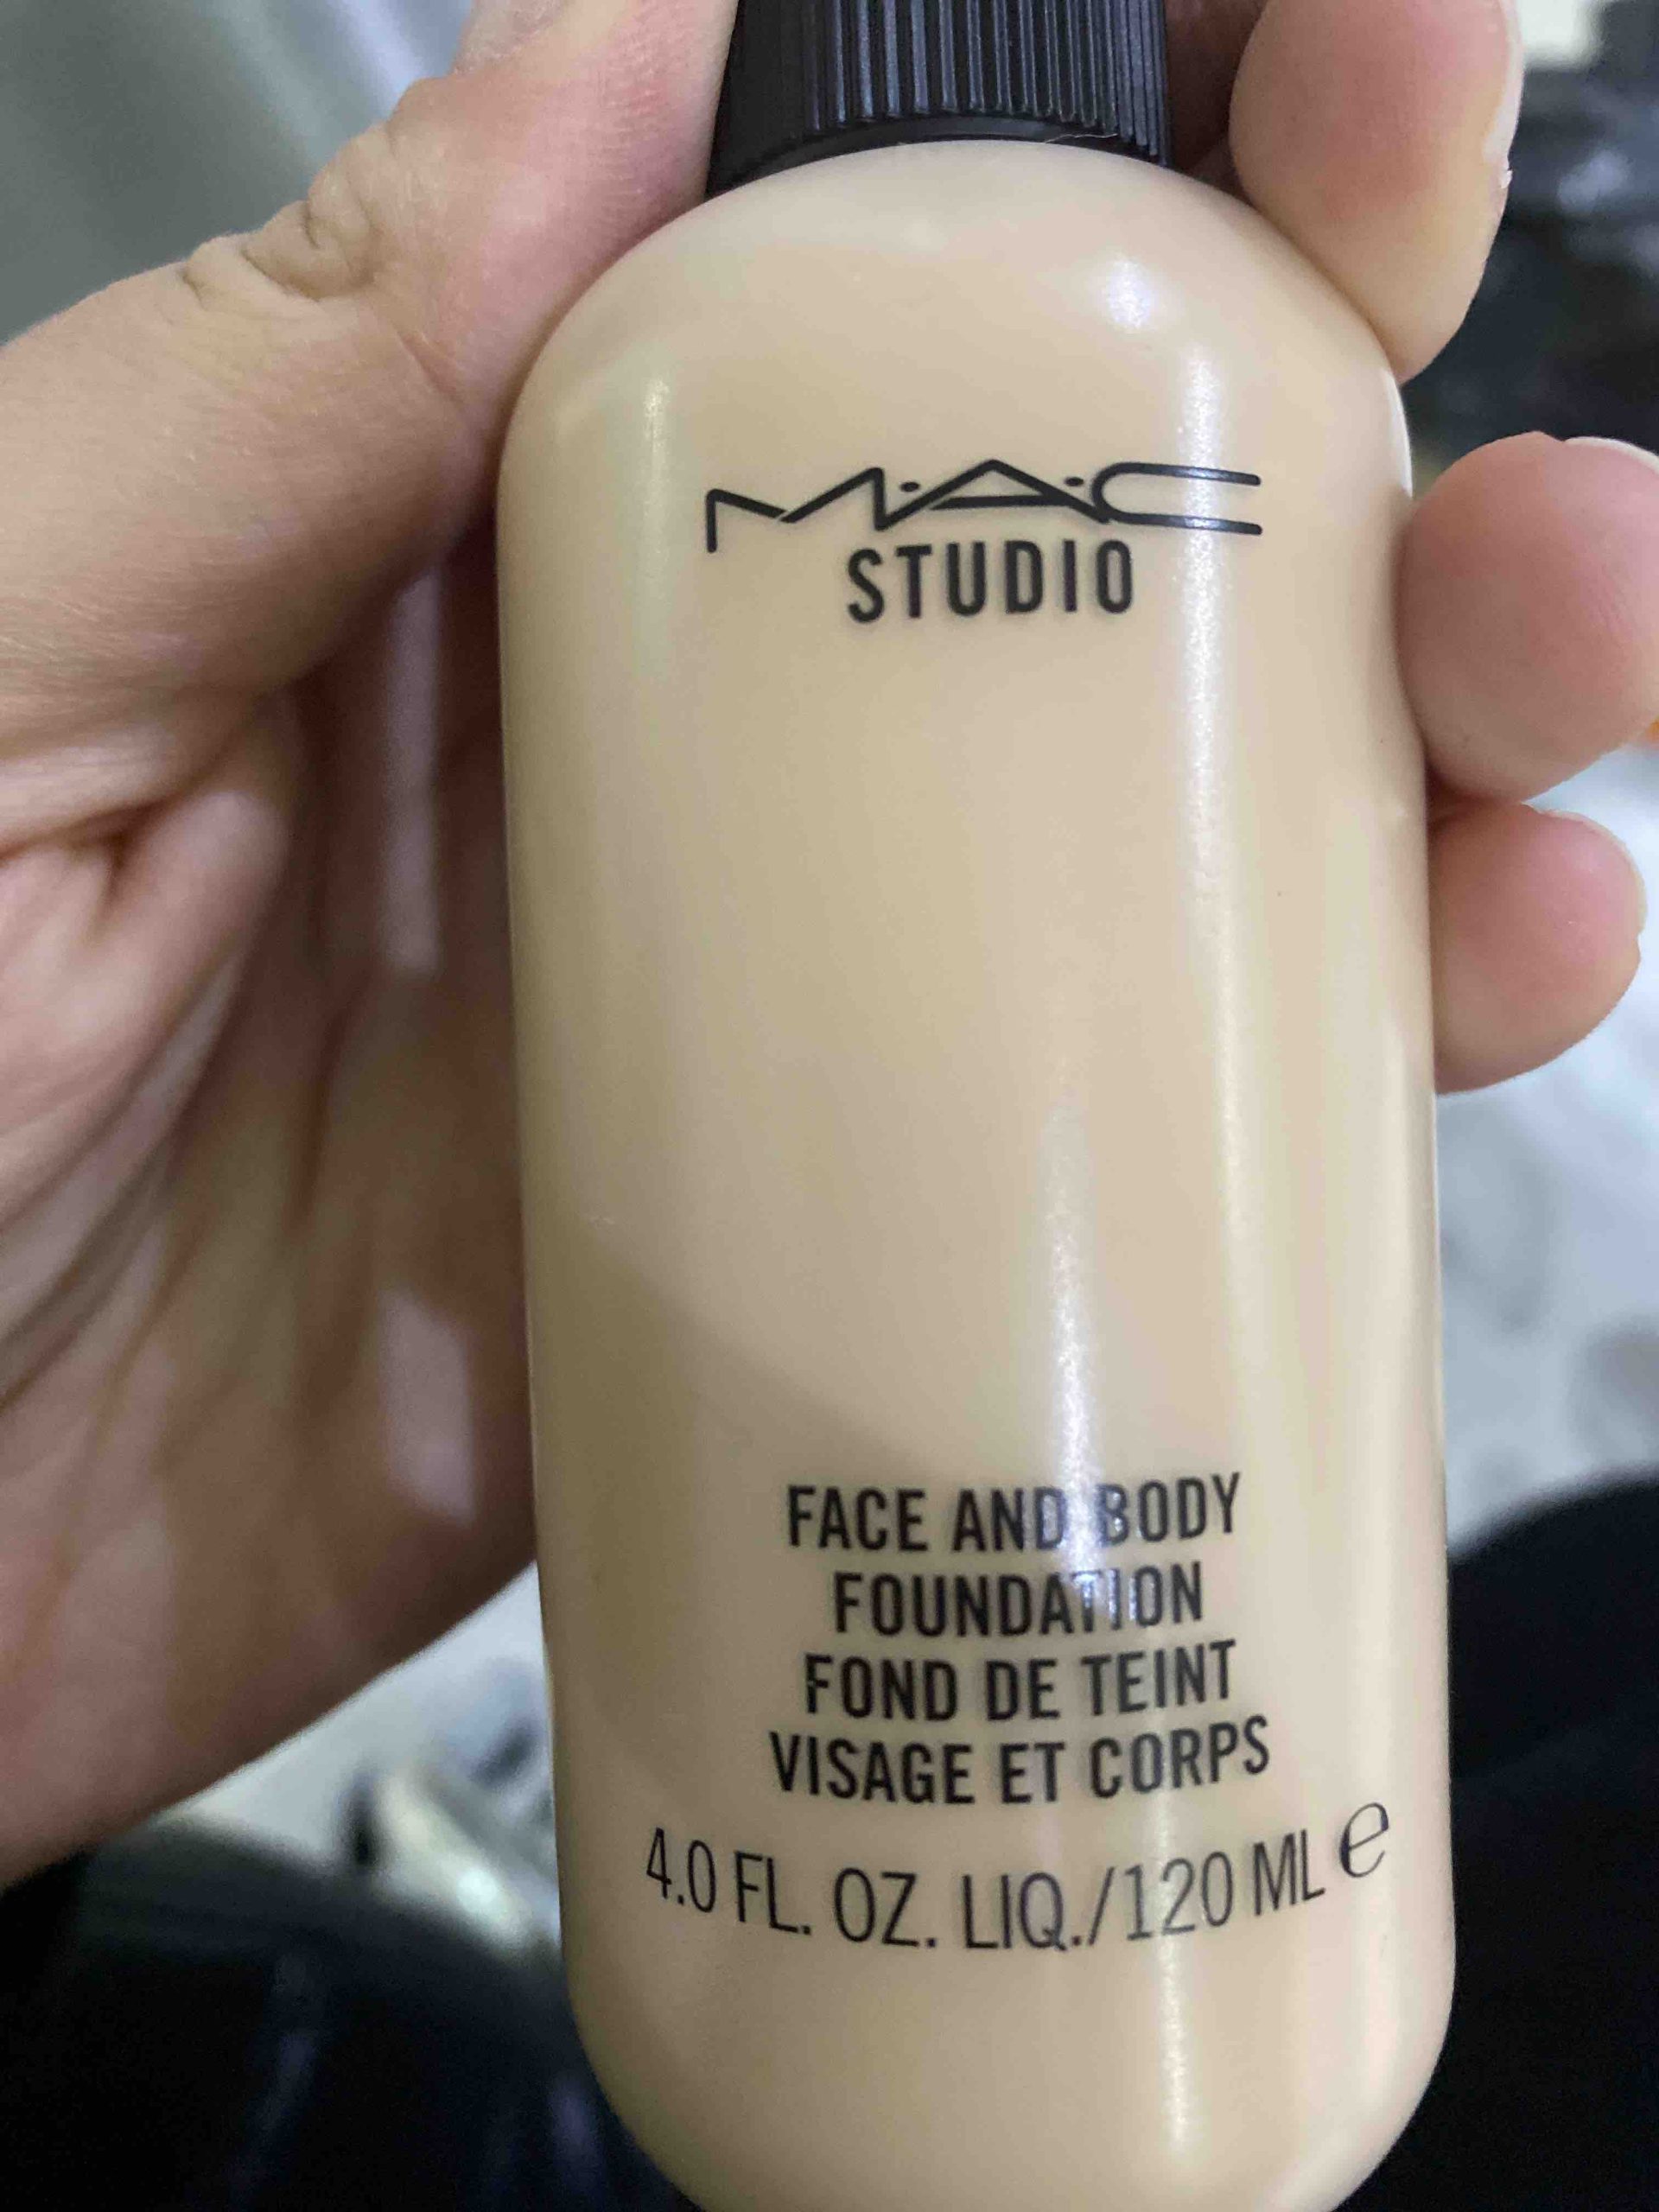 M·A·C
STUDIO
FACE AND BODY
FOUNDATION
FOND DE TEINT
VISAGE ET CORPS
4.0 FL. OZ. LIQ./120 ML ℮